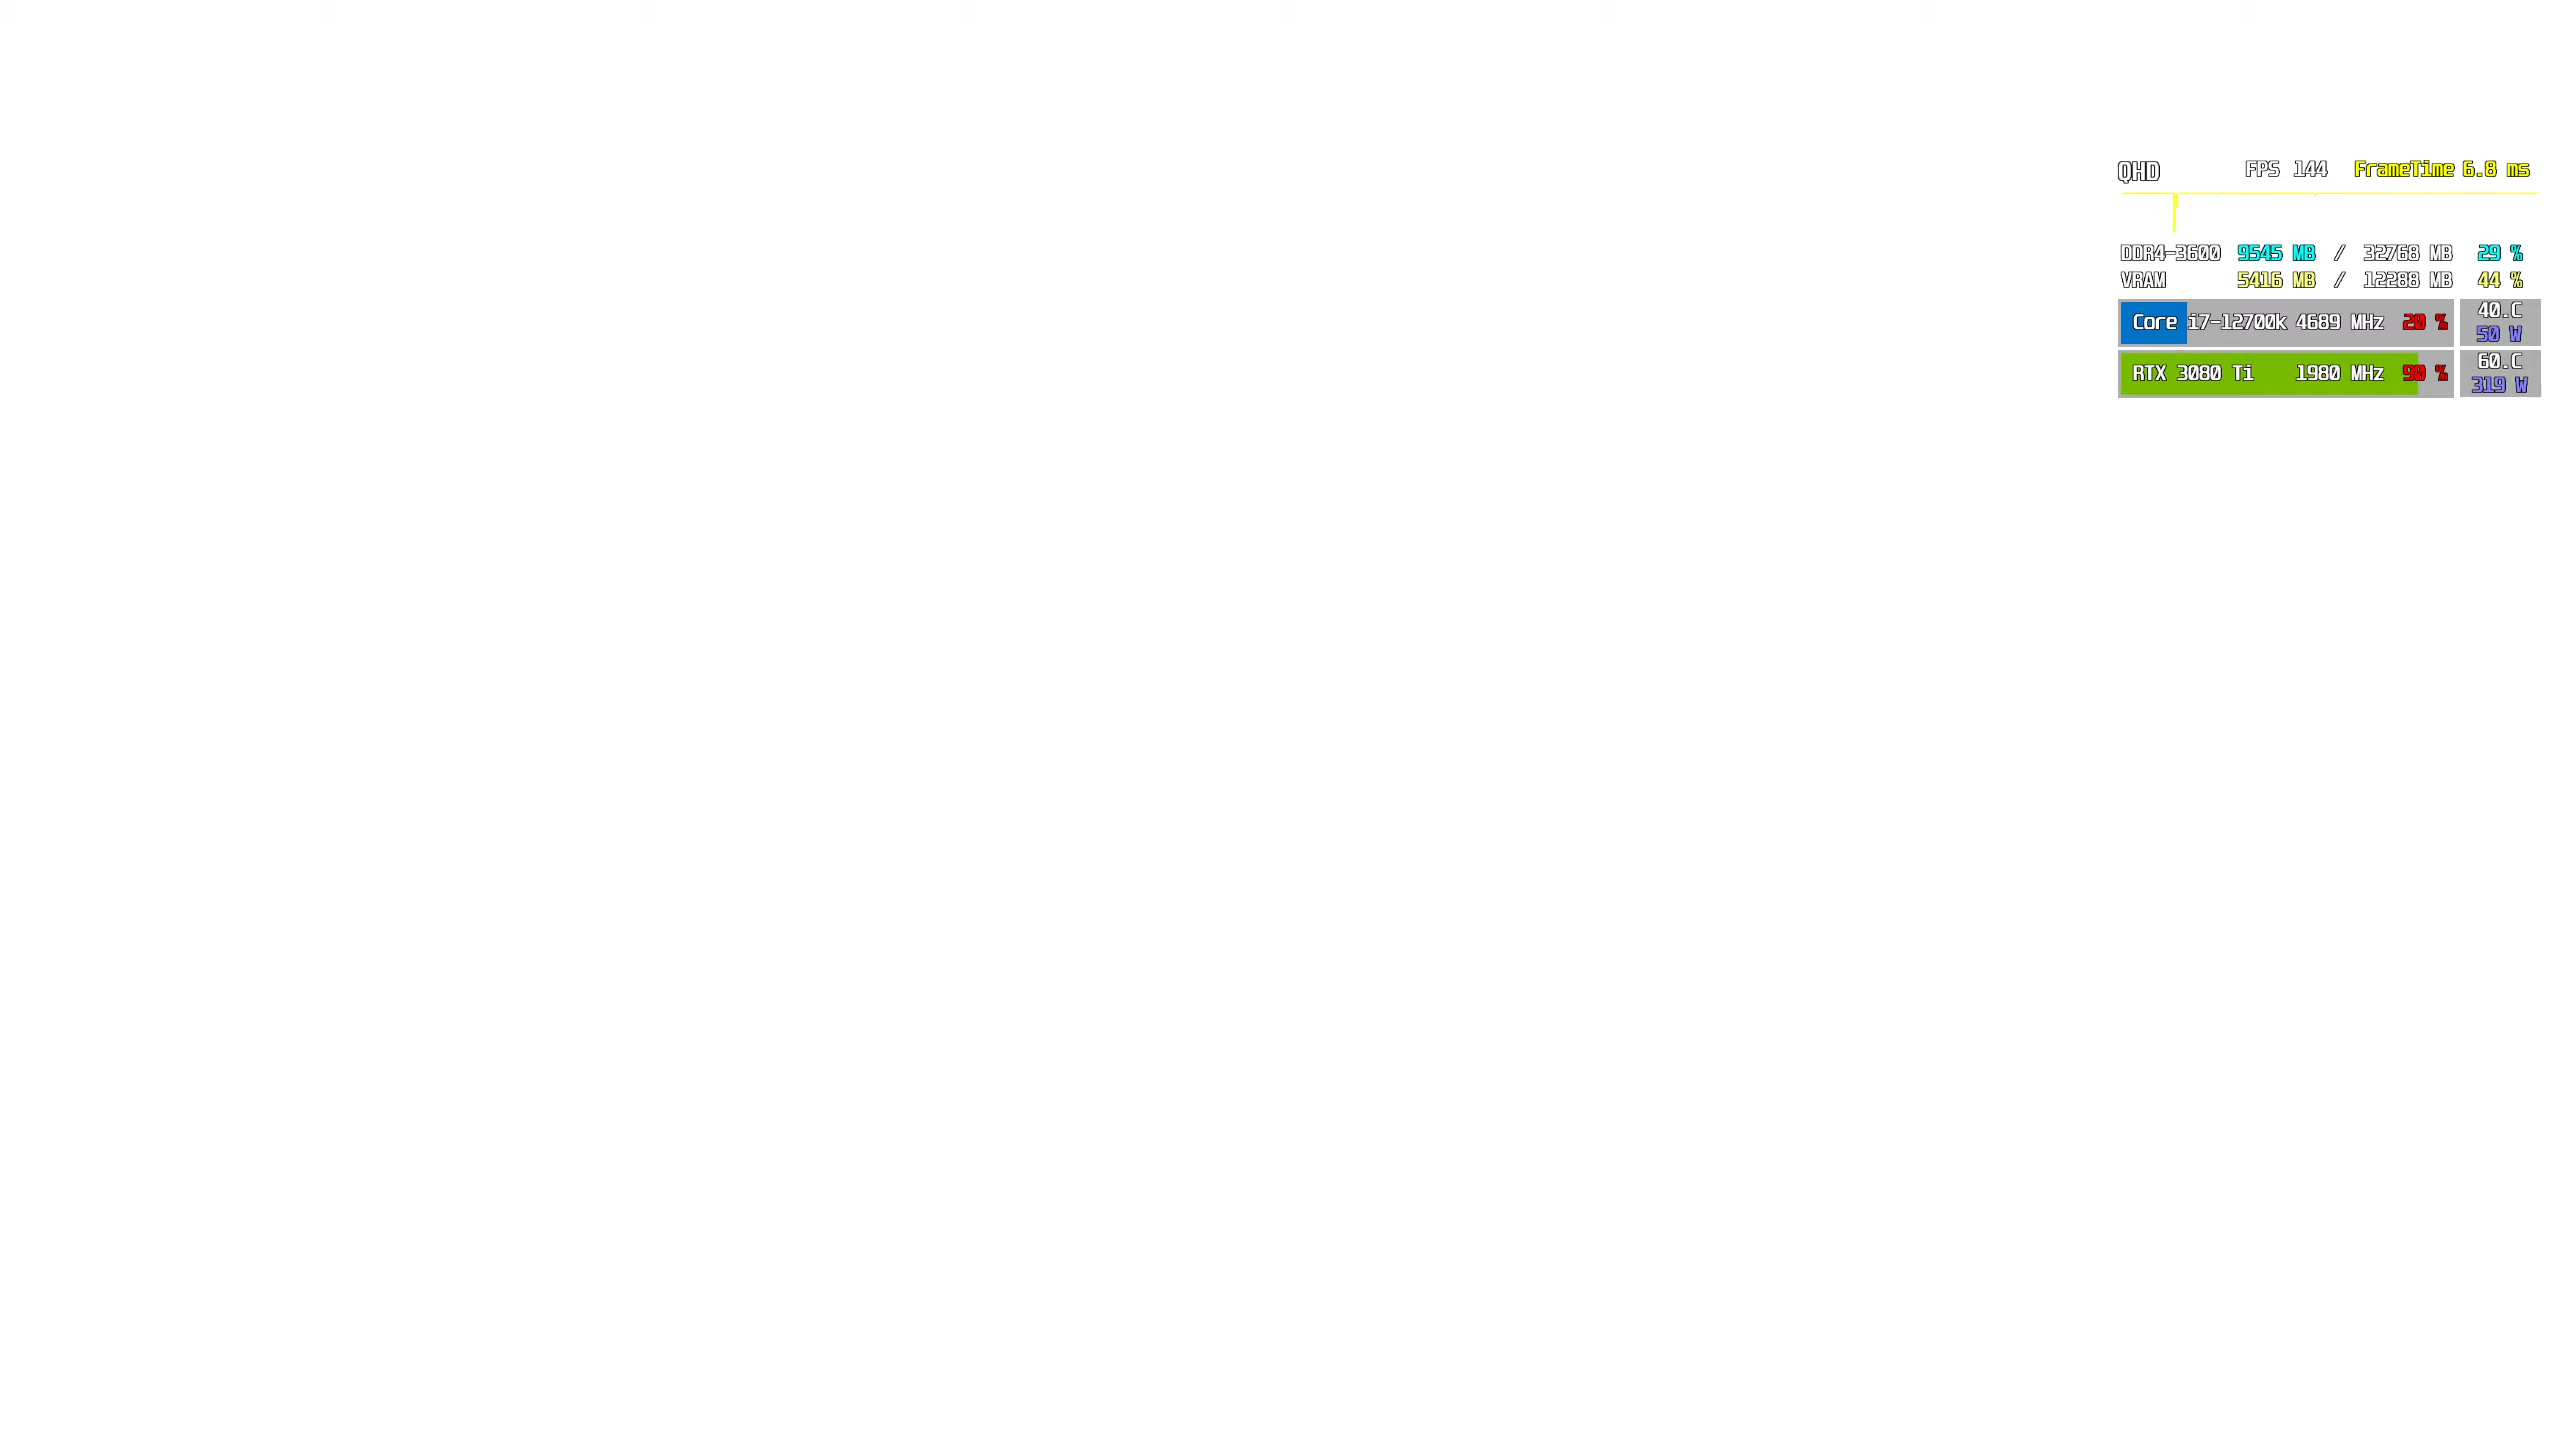 QHD FPS 144 FrameTime 6.8 ms
DDR4-3600 9545 MB / 32768 MB 29 %
VRAM 5416 MB / 12288 MB 44 %
Core i7-12700k 4689 MHz 20 % 40.C
50 W
RTX 3080 Ti 1980 MHz 90 % 60.C
319 W